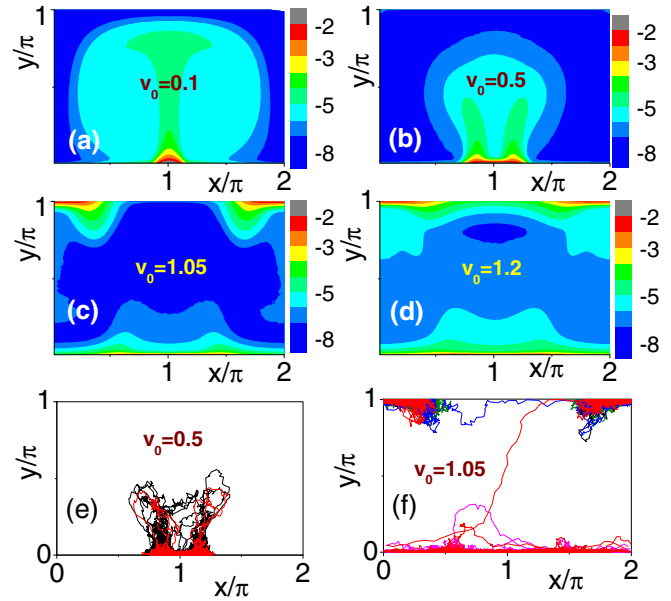 1 y/π v₀=0.1 (a) 1 x/π 2 -2 -3 -5 -8
1 y/π v₀=0.5 (b) 1 x/π 2 -2 -3 -5 -8
1 y/π v₀=1.05 (c) 1 x/π 2 -2 -3 -5 -8
1 y/π v₀=1.2 (d) 1 x/π 2 -2 -3 -5 -8
1 y/π v₀=0.5 (e) 0 0 1 x/π 2
1 y/π v₀=1.05 (f) 0 0 1 x/π 2